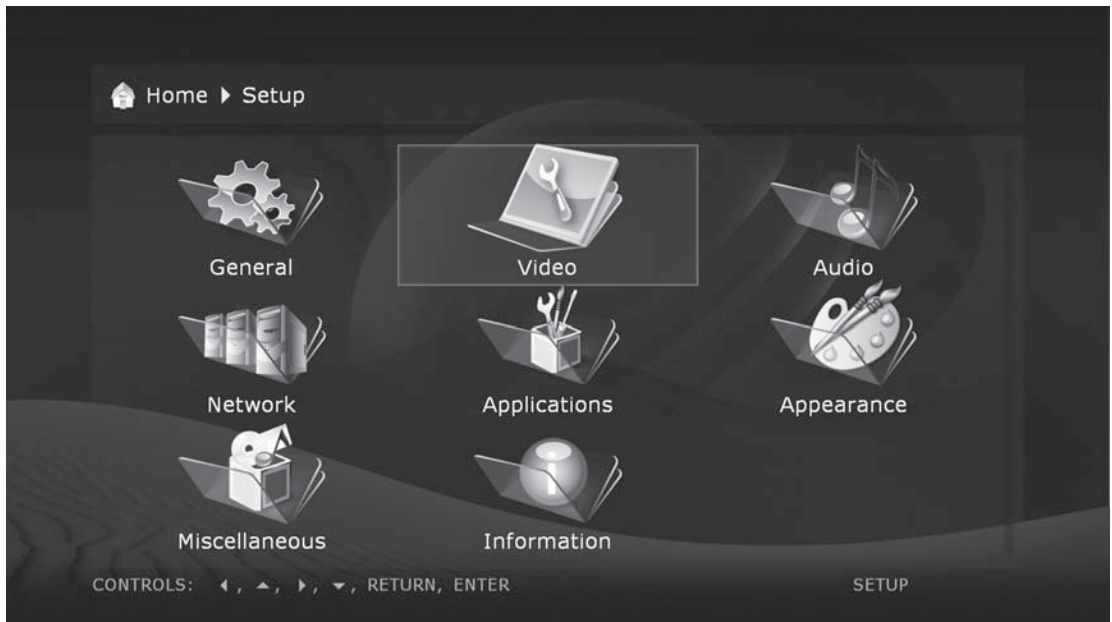 Home ▶ Setup
General Video Audio
Network Applications Appearance
Miscellaneous Information
CONTROLS: ◀, ▲, ▶, ▼, RETURN, ENTER SETUP